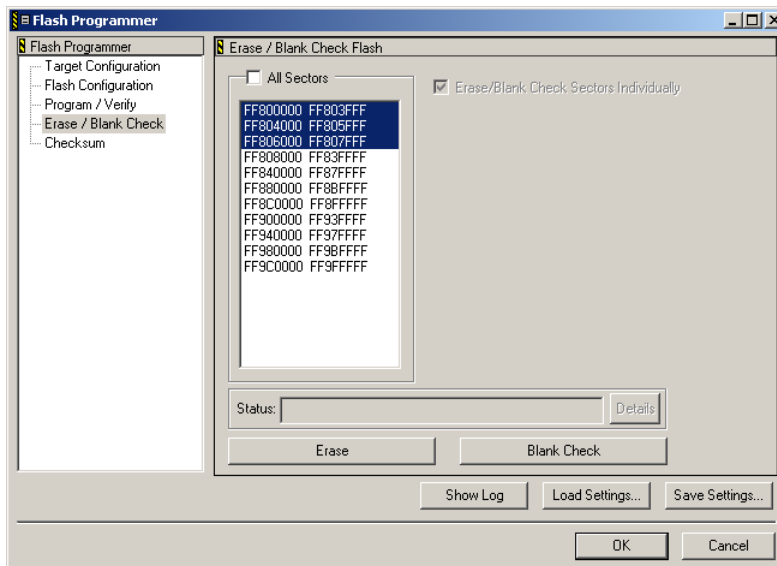 Flash Programmer
Flash Programmer
Target Configuration
Flash Configuration
Program / Verify
Erase / Blank Check
Checksum
Erase / Blank Check Flash
All Sectors
Erase/Blank Check Sectors Individually
FF800000 FF803FFF
FF804000 FF805FFF
FF806000 FF807FFF
FF808000 FF83FFFF
FF840000 FF87FFFF
FF880000 FF8BFFFF
FF8C0000 FF8FFFFF
FF900000 FF93FFFF
FF940000 FF97FFFF
FF980000 FF9BFFFF
FF9C0000 FF9FFFFF
Status:
Details
Erase
Blank Check
Show Log
Load Settings...
Save Settings...
OK
Cancel